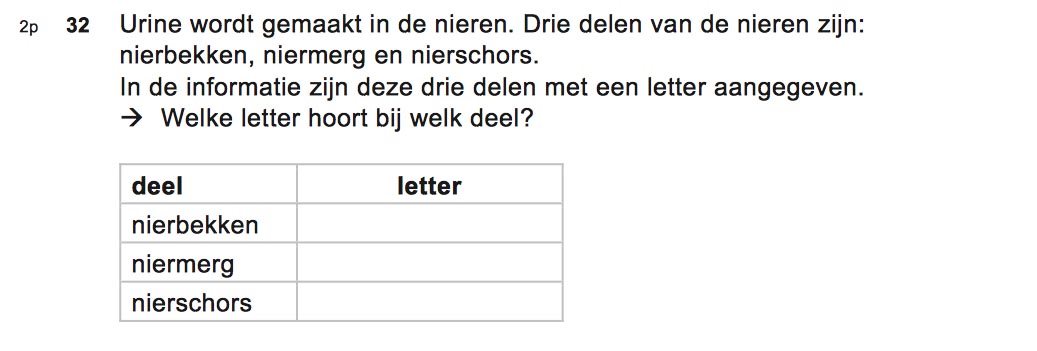 2p 32 Urine wordt gemaakt in de nieren. Drie delen van de nieren zijn:
nierbekken, niermerg en nierschors.
In de informatie zijn deze drie delen met een letter aangegeven.
→ Welke letter hoort bij welk deel?
deel letter
nierbekken
niermerg
nierschors